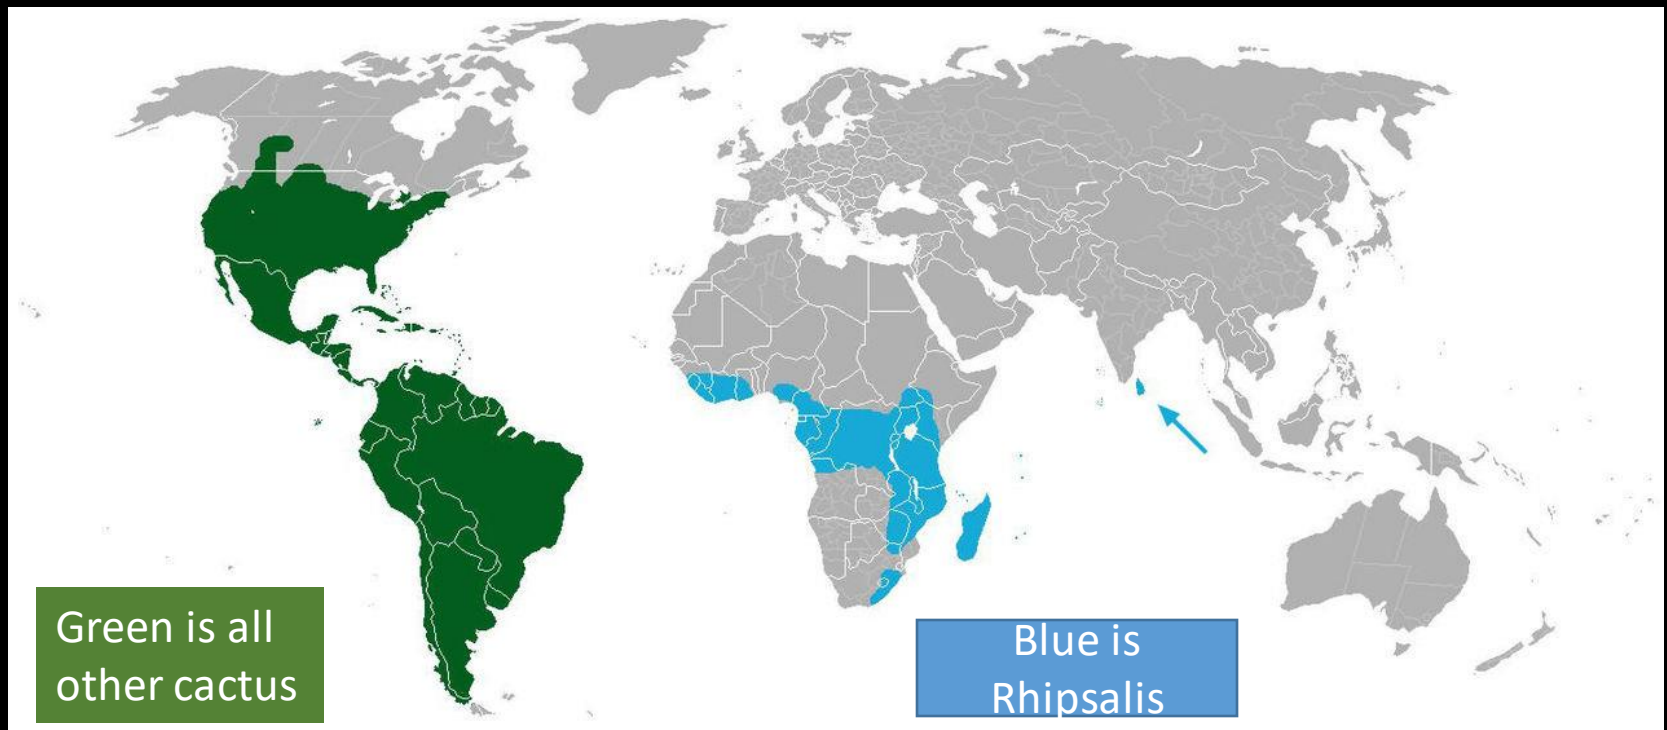 Green is all
other cactus
Blue is
Rhipsalis